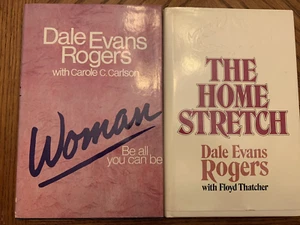 Dale Evans
Rogers
with Carole C. Carlson
Woman
Be all
you can be
THE
HOME
STRETCH
Dale Evans
Rogers
with Floyd Thatcher